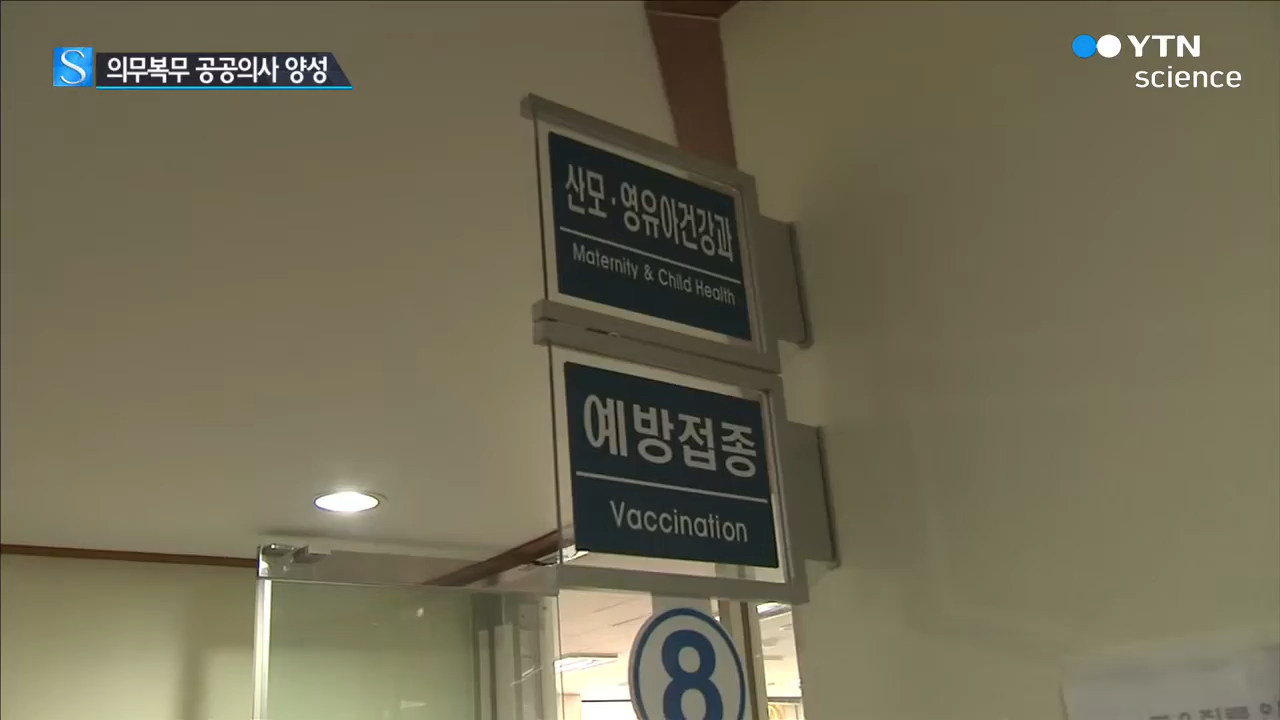 S 의무복무 공공의사 양성
YTN
science
산모·영유아건강과
Maternity & Child Health
예방접종
Vaccination
8